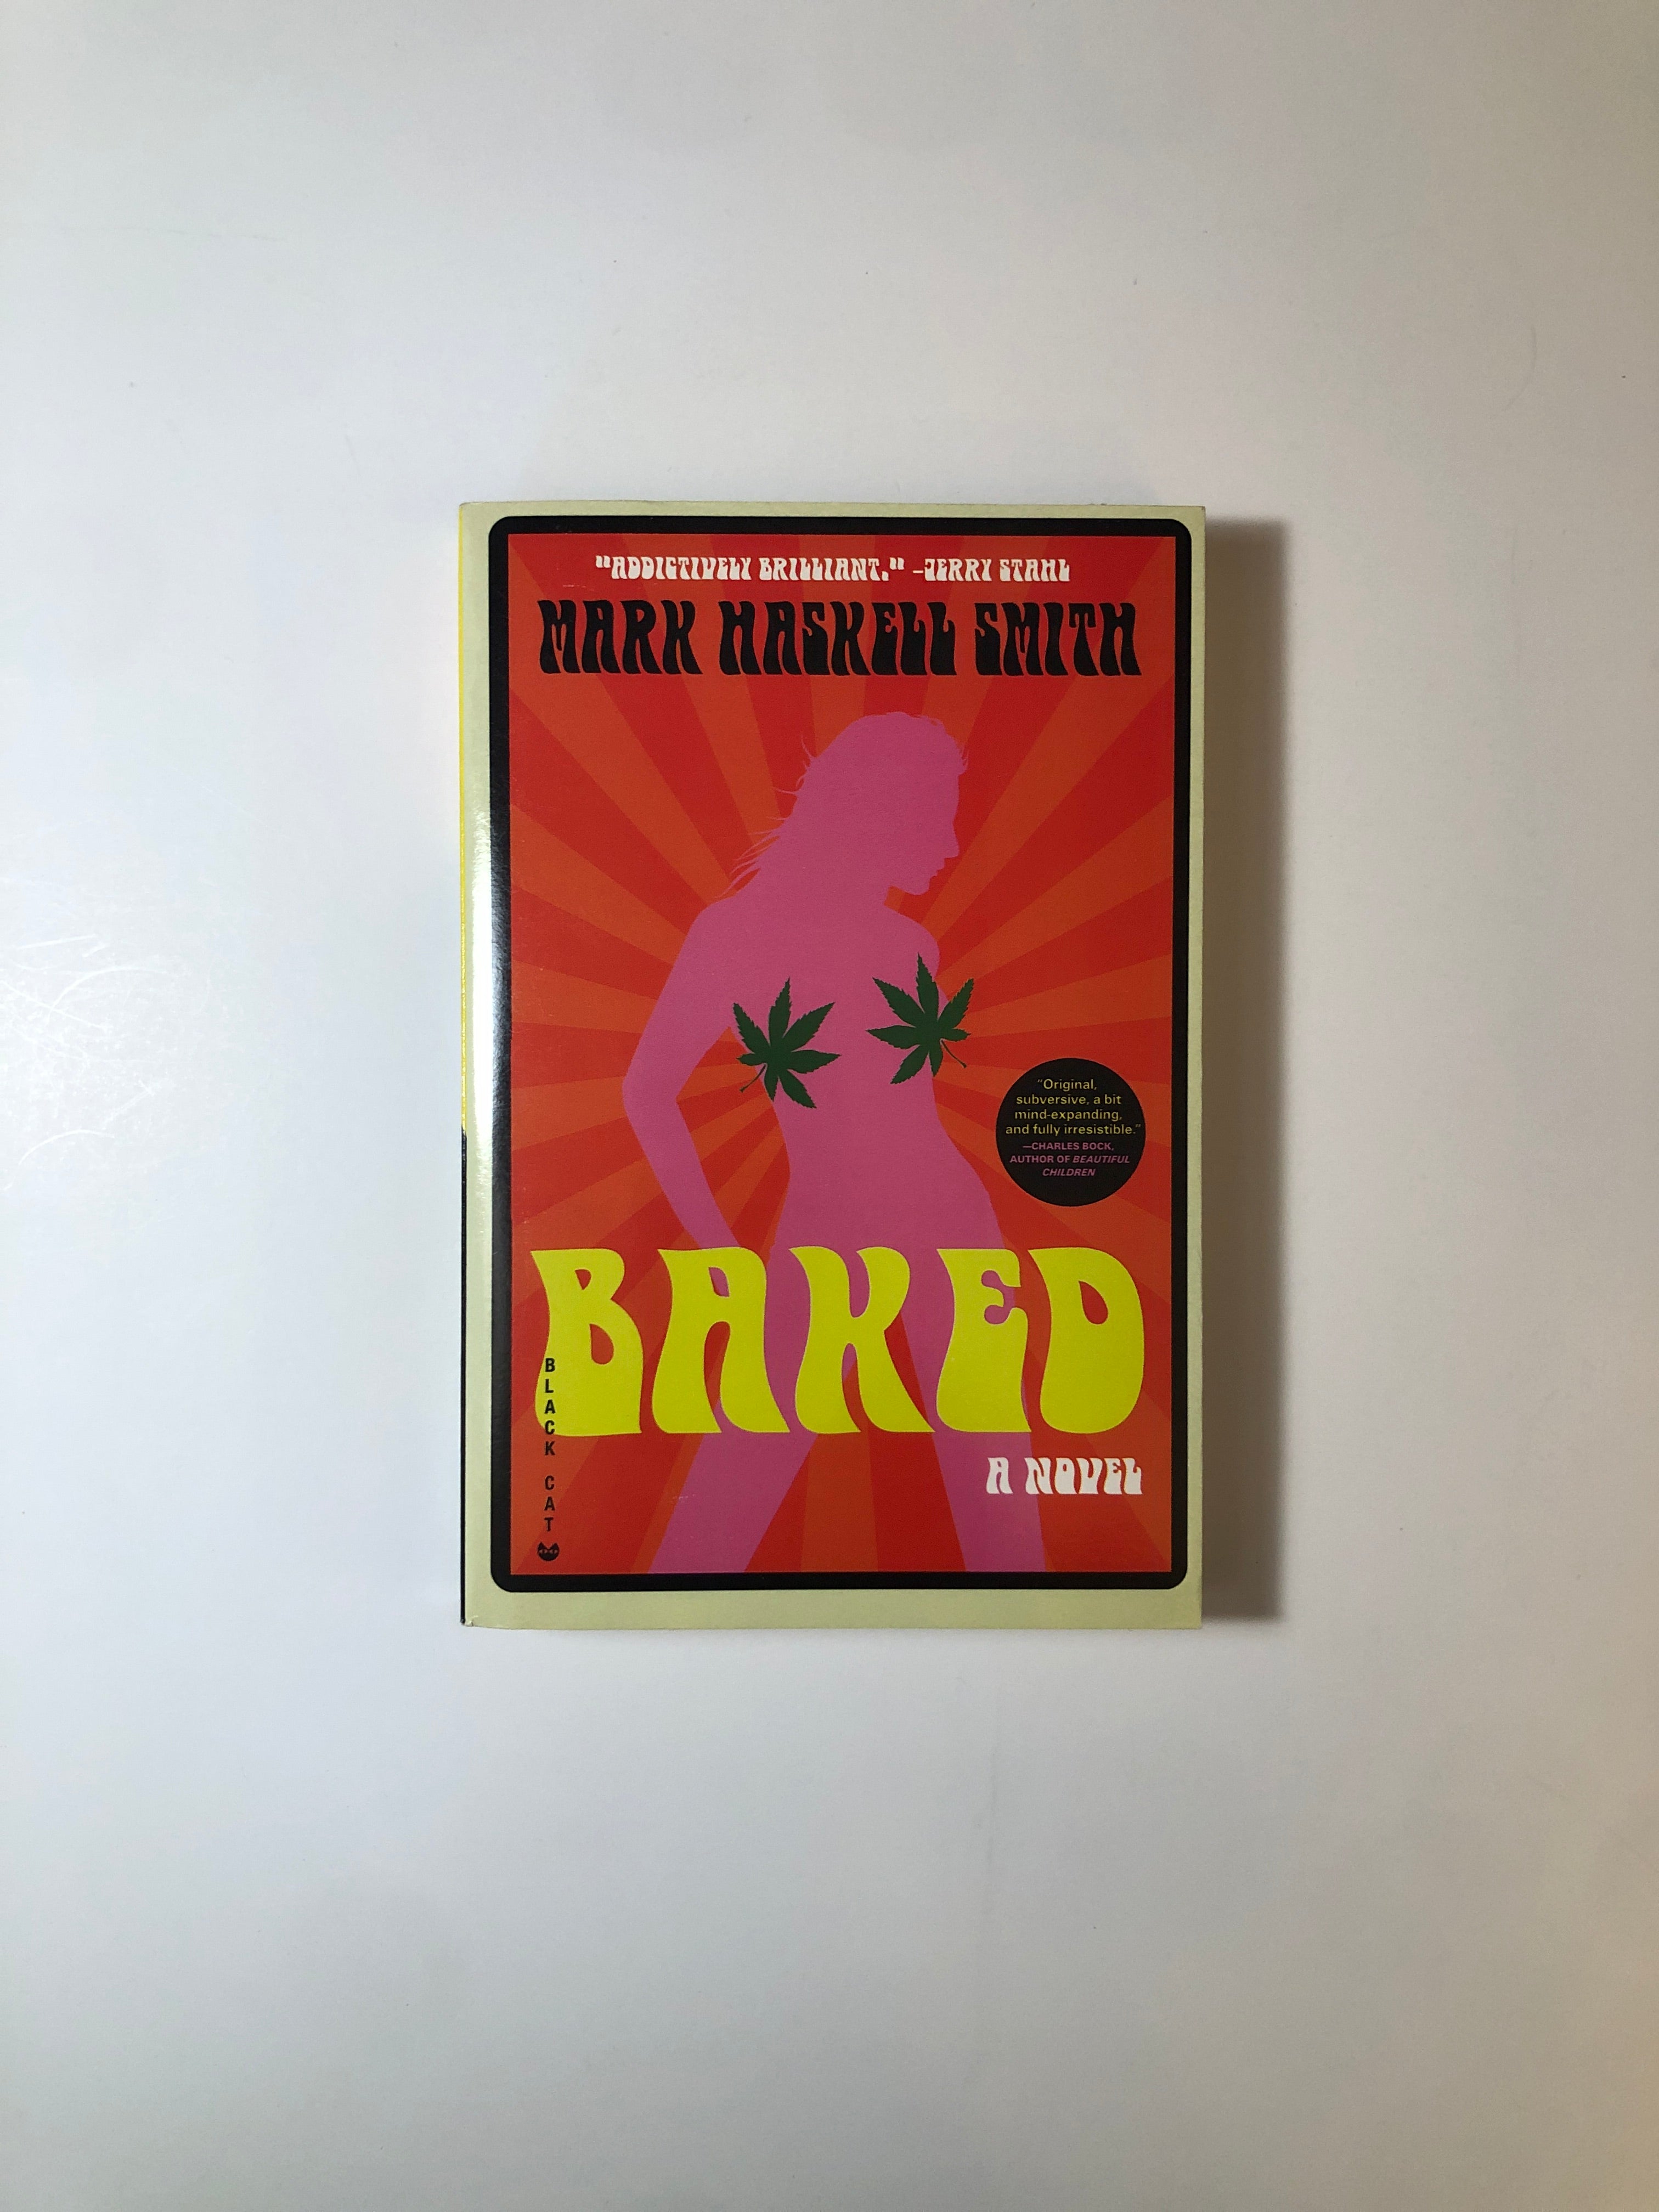 "ADDICTIVELY BRILLIANT." –JERRY STAHL
MARK HASKELL SMITH
"Original,
subversive, a bit
mind-expanding,
and fully irresistible."
—CHARLES BOCK,
AUTHOR OF BEAUTIFUL
CHILDREN
BAKED
A NOVEL
BLACK CAT